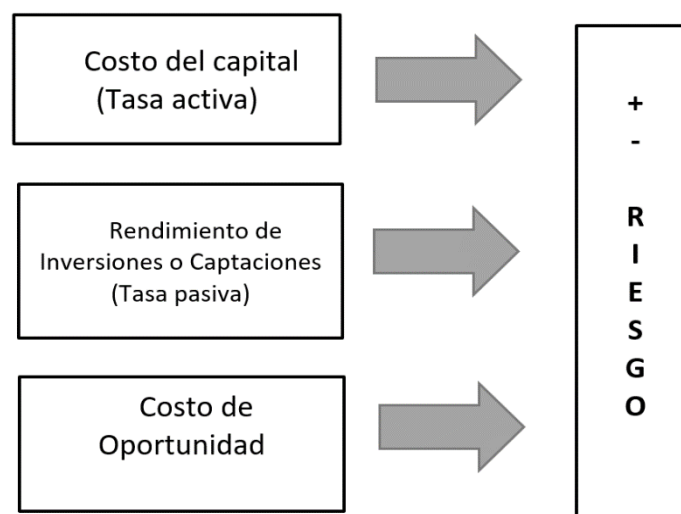 Costo del capital
(Tasa activa)
Rendimiento de
Inversiones o Captaciones
(Tasa pasiva)
Costo de
Oportunidad
+
-
R
I
E
S
G
O